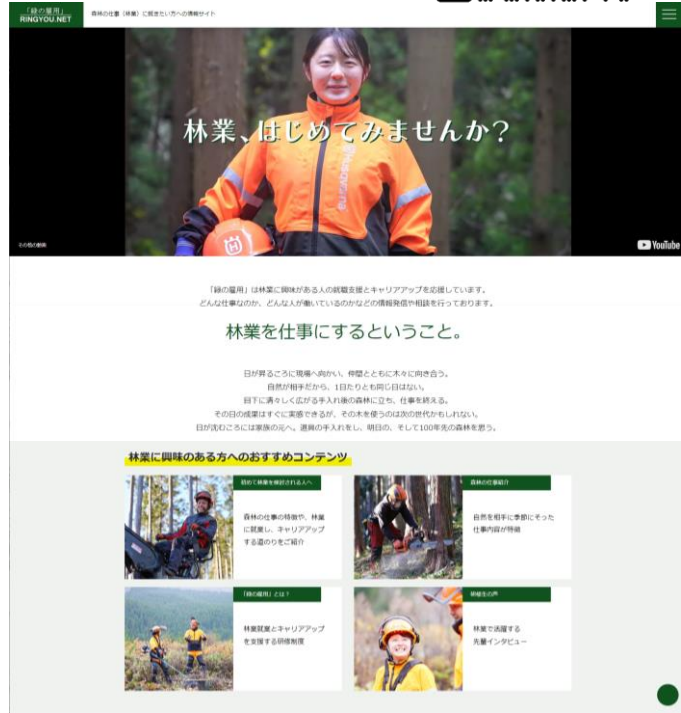 「緑の雇用」
RINGYOU.NET
森林の仕事（林業）に就きたい方への情報サイト
林業、はじめてみませんか？
その他の動画
YouTube
「緑の雇用」は林業に興味がある人の就職支援とキャリアアップを応援しています。
どんな仕事なのか、どんな人が働いているのかなどの情報発信や相談を行っております。
林業を仕事にするということ。
日が昇るころに現場へ向かい、仲間とともに木々に向き合う。
自然が相手だから、1日たりとも同じ日はない。
目下に清々しく広がる手入れ後の森林に立ち、仕事を終える。
その日の成果はすぐに実感できるが、その木を使うのは次の世代かもしれない。
日が沈むころには家族の元へ。道具の手入れをし、明日の、そして100年先の森林を思う。
林業に興味のある方へのおすすめコンテンツ
初めて林業を検討される人へ
森林の仕事の特徴や、林業
に就業し、キャリアアップ
する道のりをご紹介
森林の仕事紹介
自然を相手に季節にそった
仕事内容が特徴
「緑の雇用」とは？
林業就業とキャリアアップ
を支援する研修制度
研修生の声
林業で活躍する
先輩インタビュー
Husqvarna